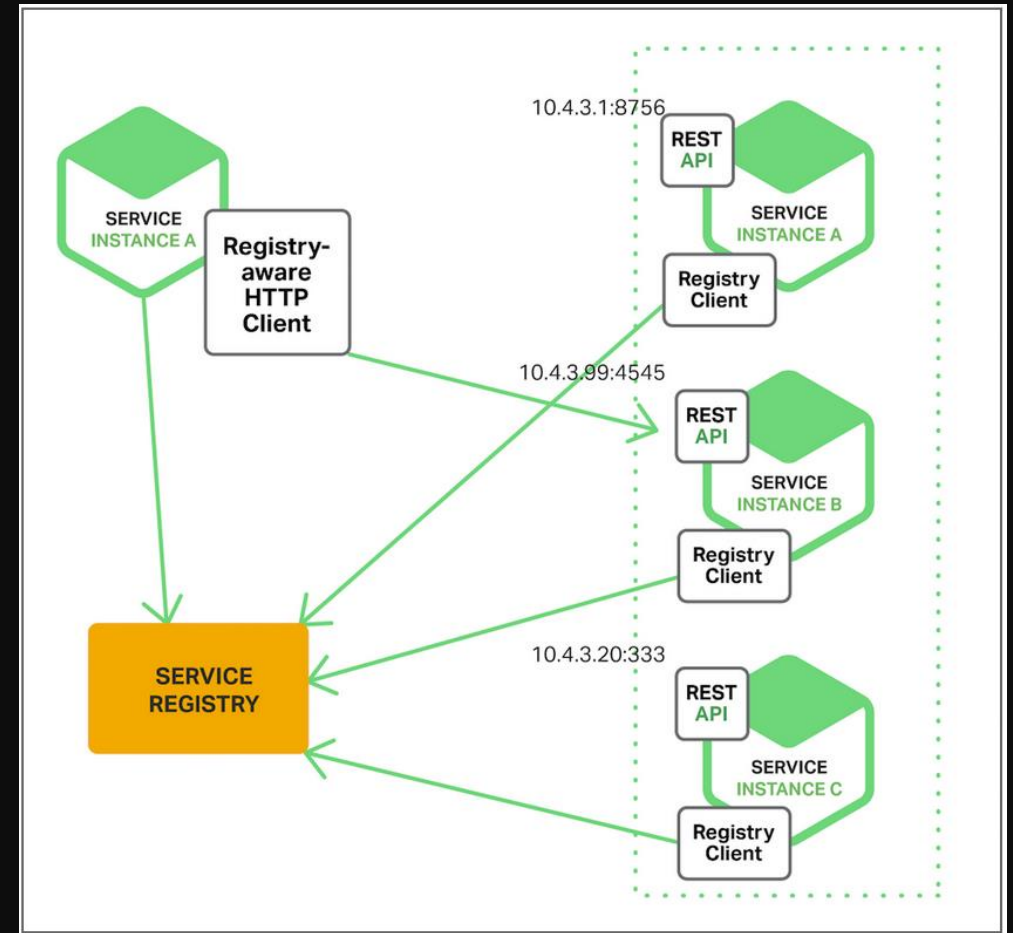 SERVICE
INSTANCE A
Registry-
aware
HTTP
Client
SERVICE
REGISTRY
10.4.3.1:8756
REST
API
SERVICE
INSTANCE A
Registry
Client
10.4.3.99:4545
REST
API
SERVICE
INSTANCE B
Registry
Client
10.4.3.20:333
REST
API
SERVICE
INSTANCE C
Registry
Client